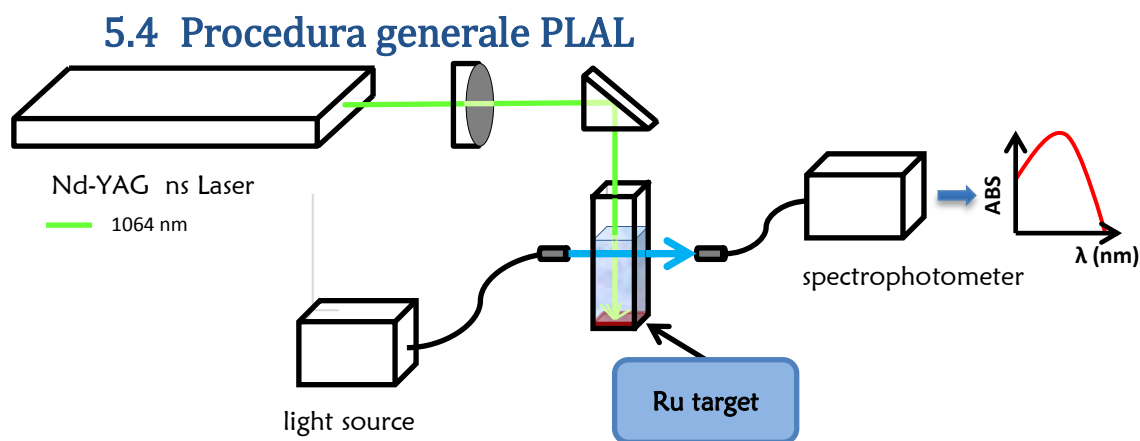 5.4 Procedura generale PLAL
Nd-YAG ns Laser
1064 nm
ABS
λ (nm)
spectrophotometer
light source
Ru target